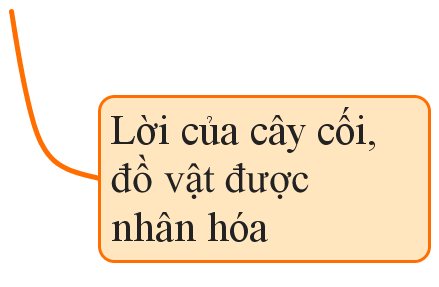 Lời của cây cối,
đồ vật được
nhân hóa